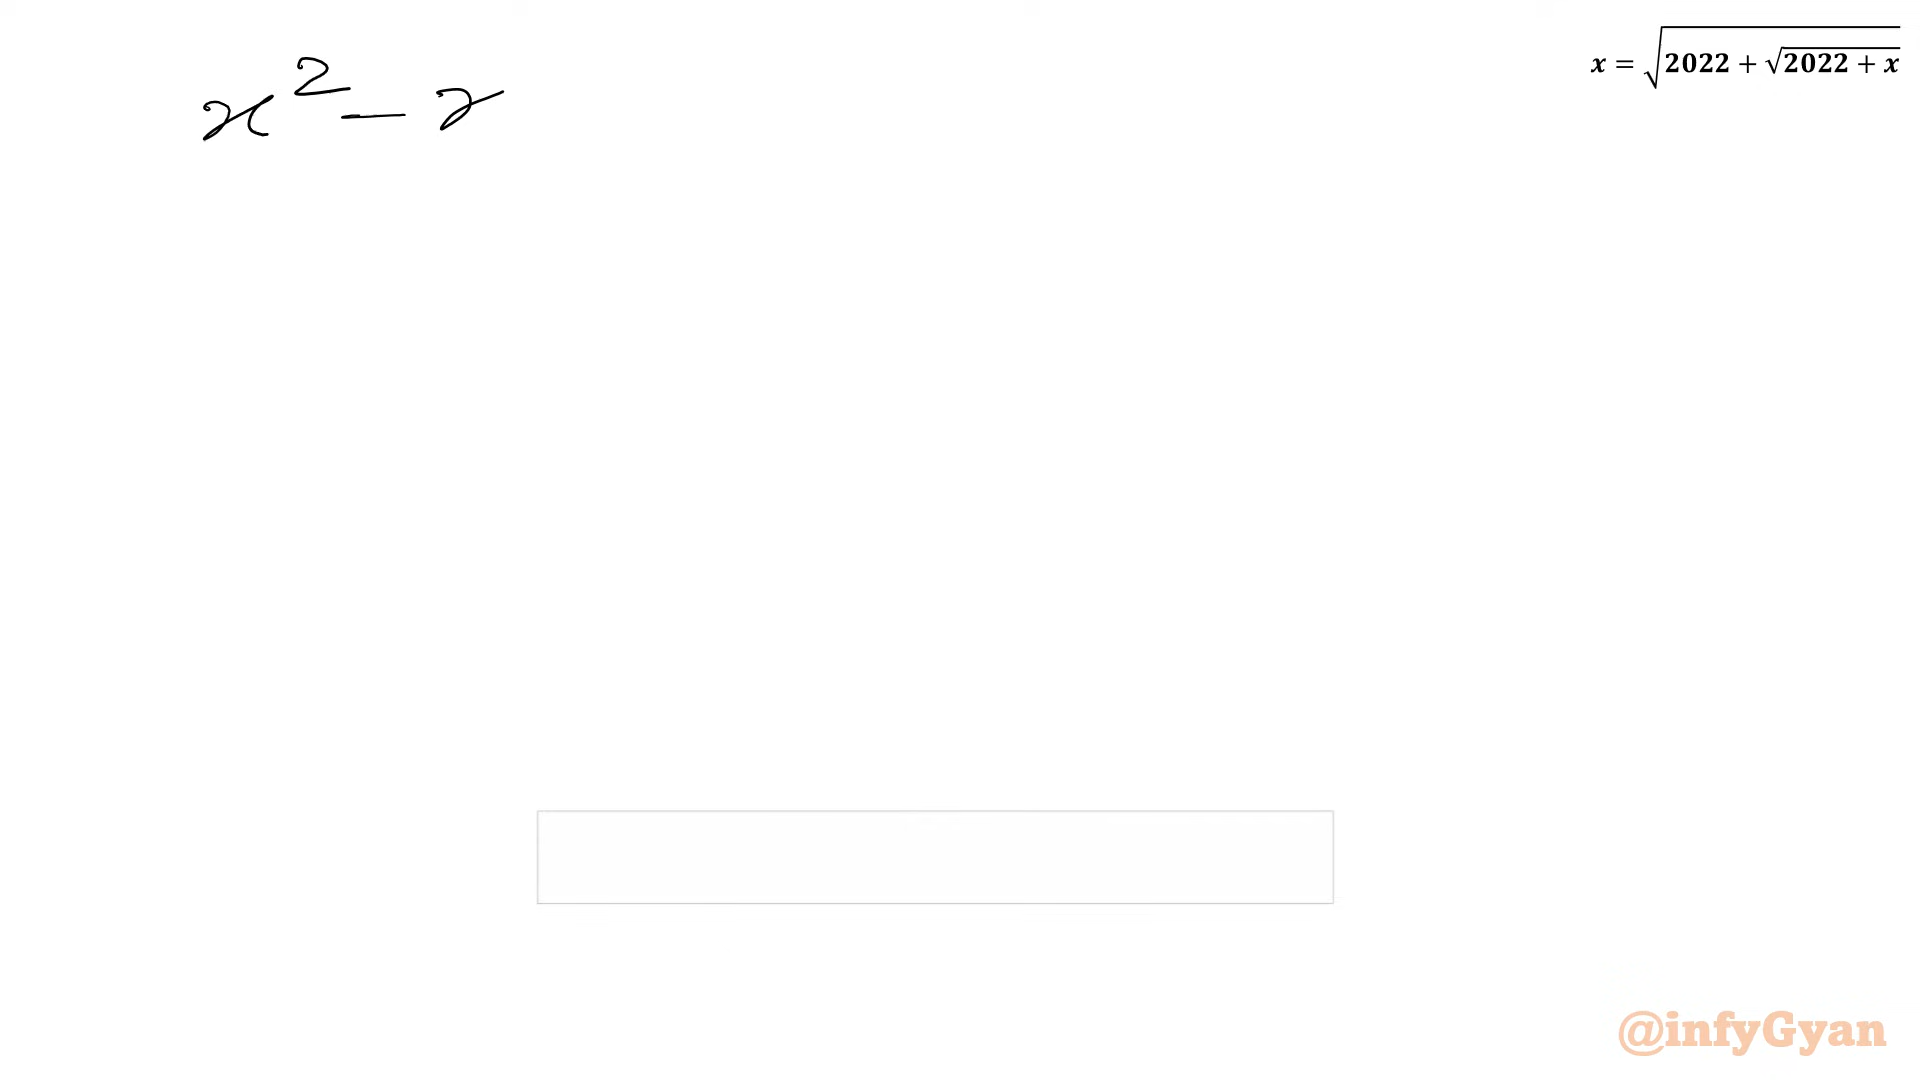 x = √(2022 + √(2022 + x))
x² -
@infyGyan